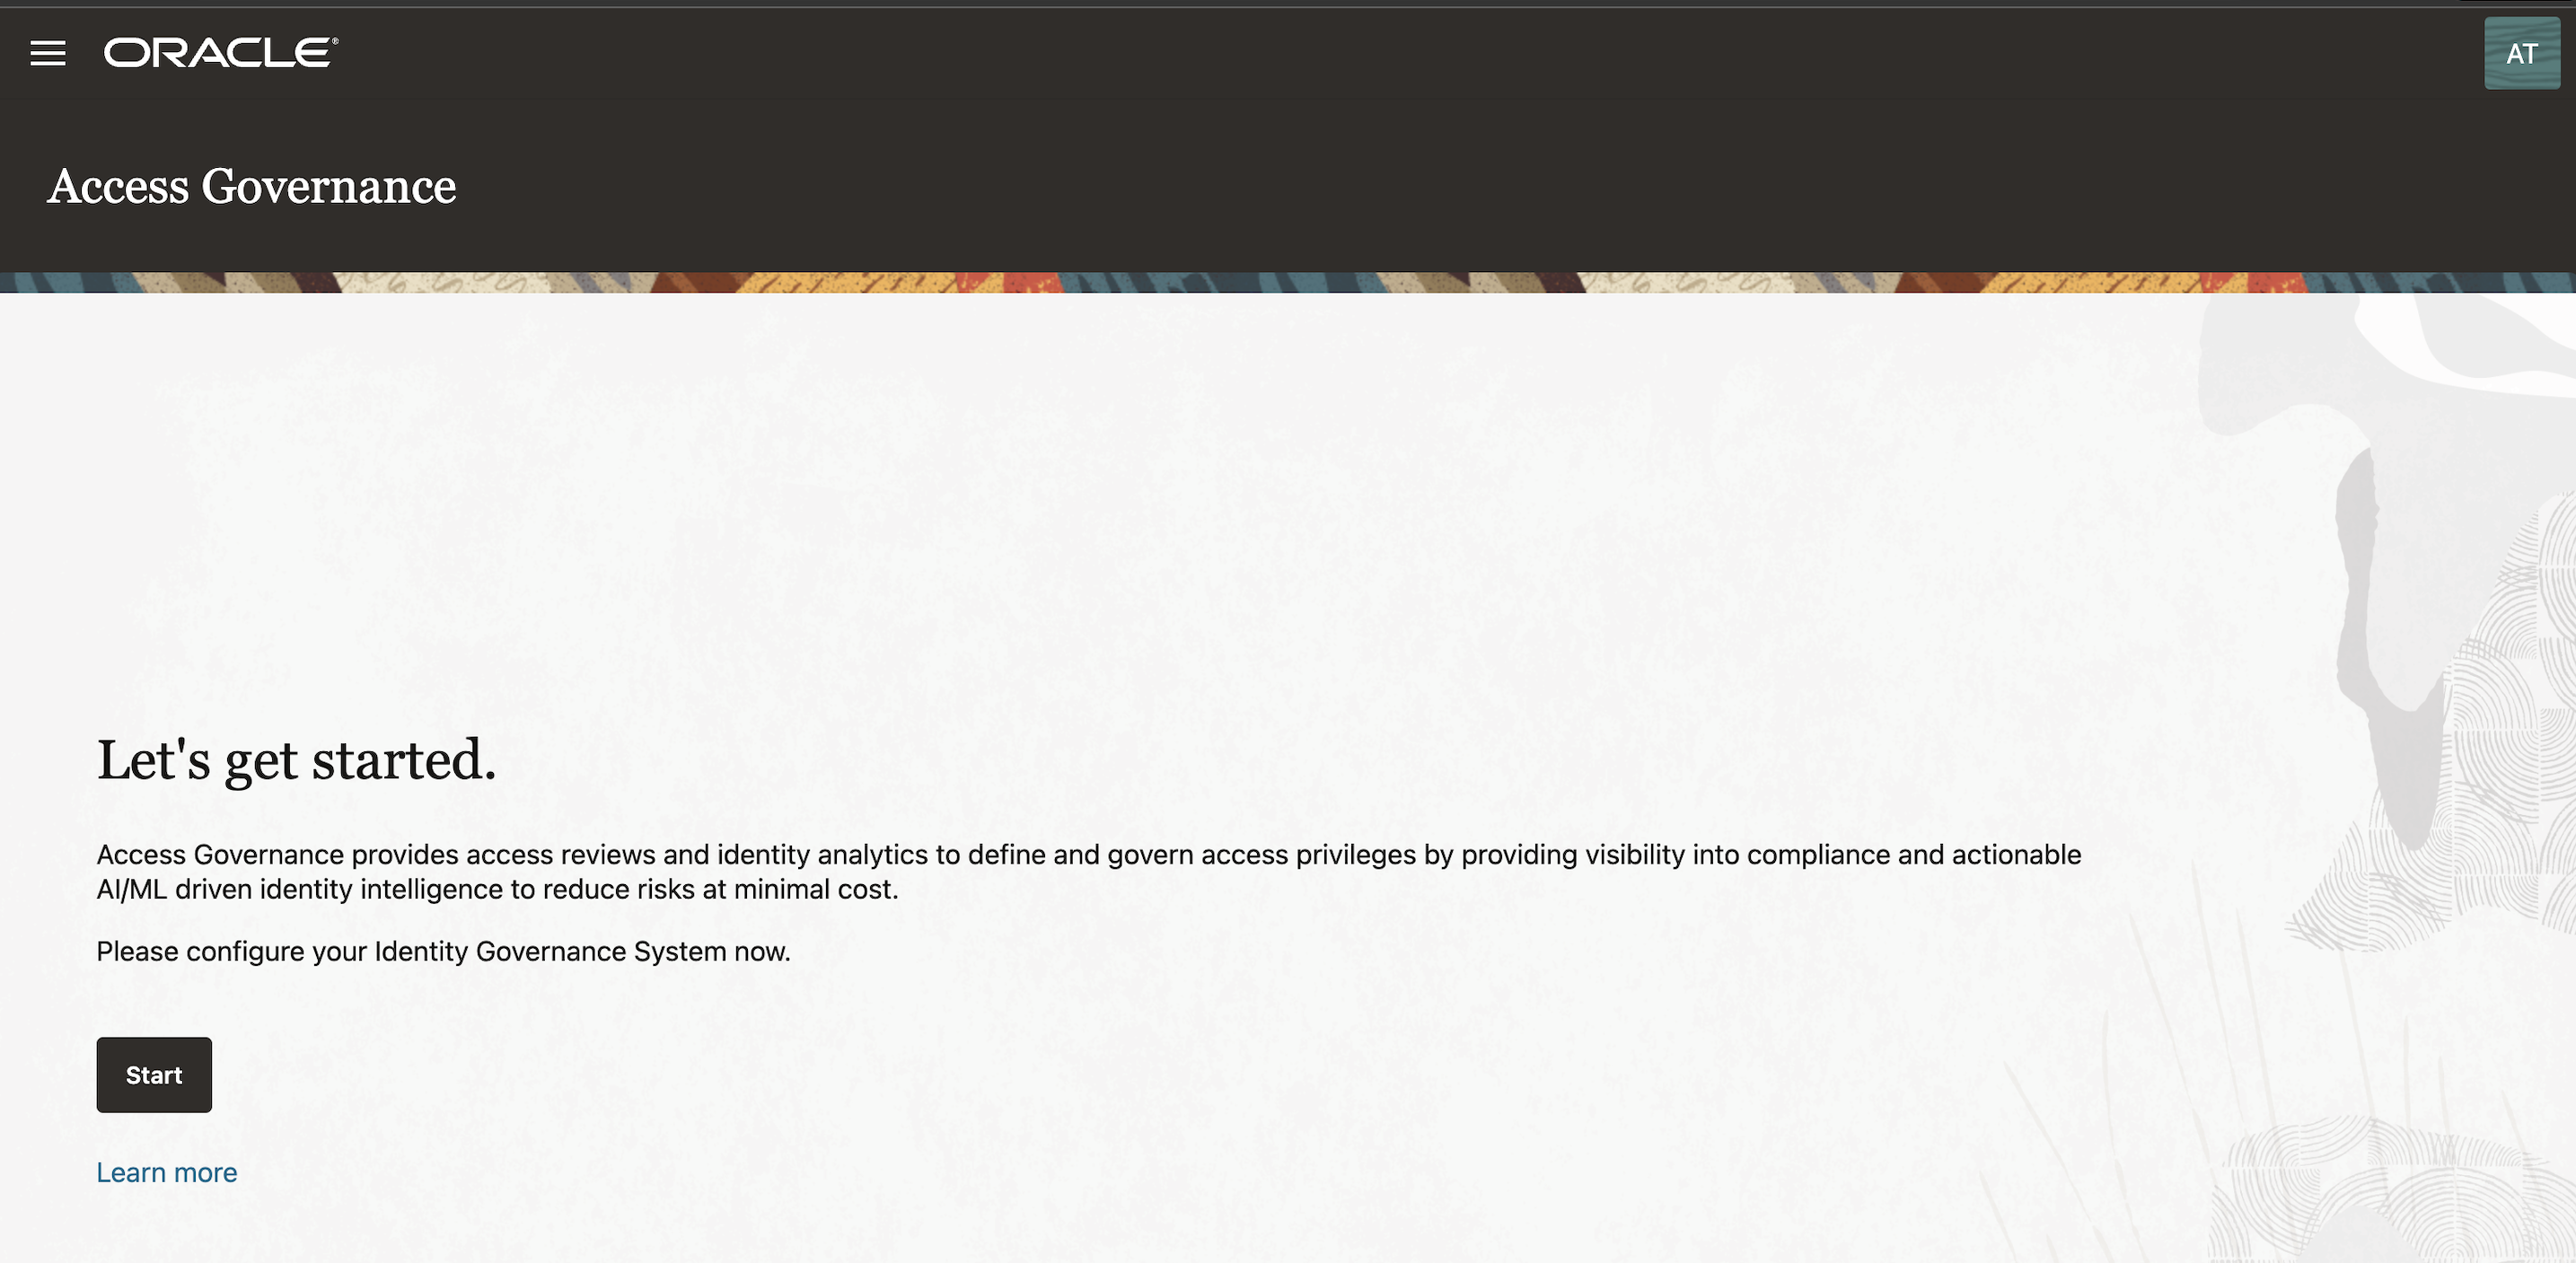 ORACLE®
AT
Access Governance
Let's get started.
Access Governance provides access reviews and identity analytics to define and govern access privileges by providing visibility into compliance and actionable
AI/ML driven identity intelligence to reduce risks at minimal cost.
Please configure your Identity Governance System now.
Start
Learn more